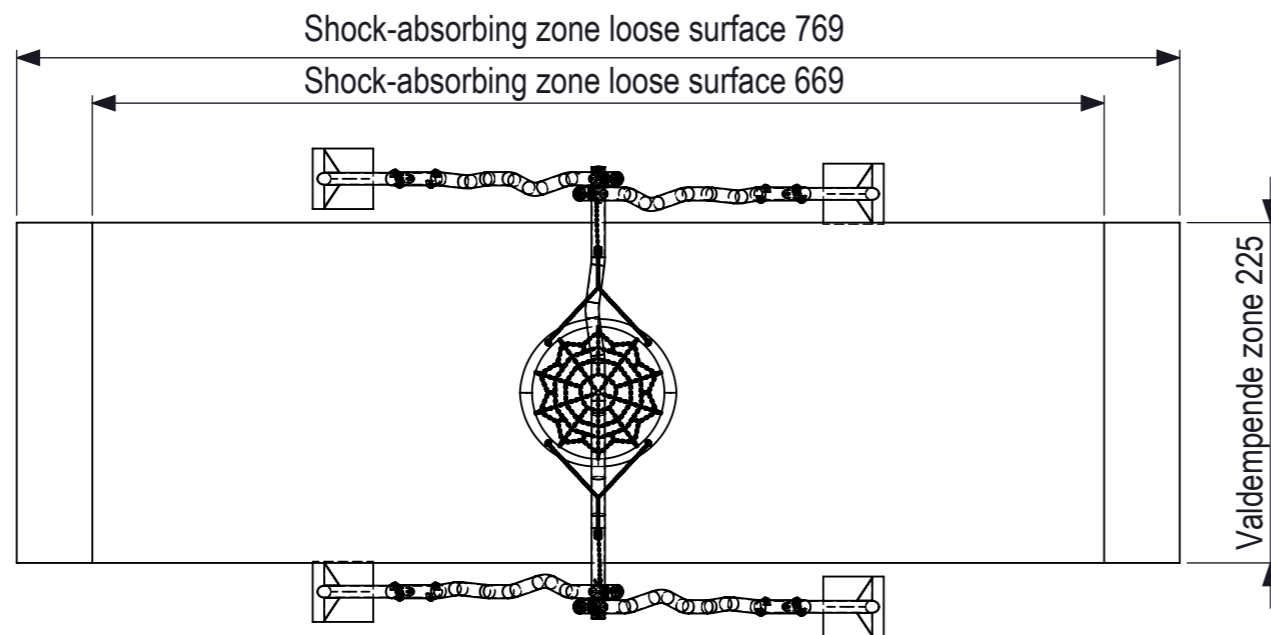 Shock-absorbing zone loose surface 769
Shock-absorbing zone loose surface 669
Valdempende zone 225